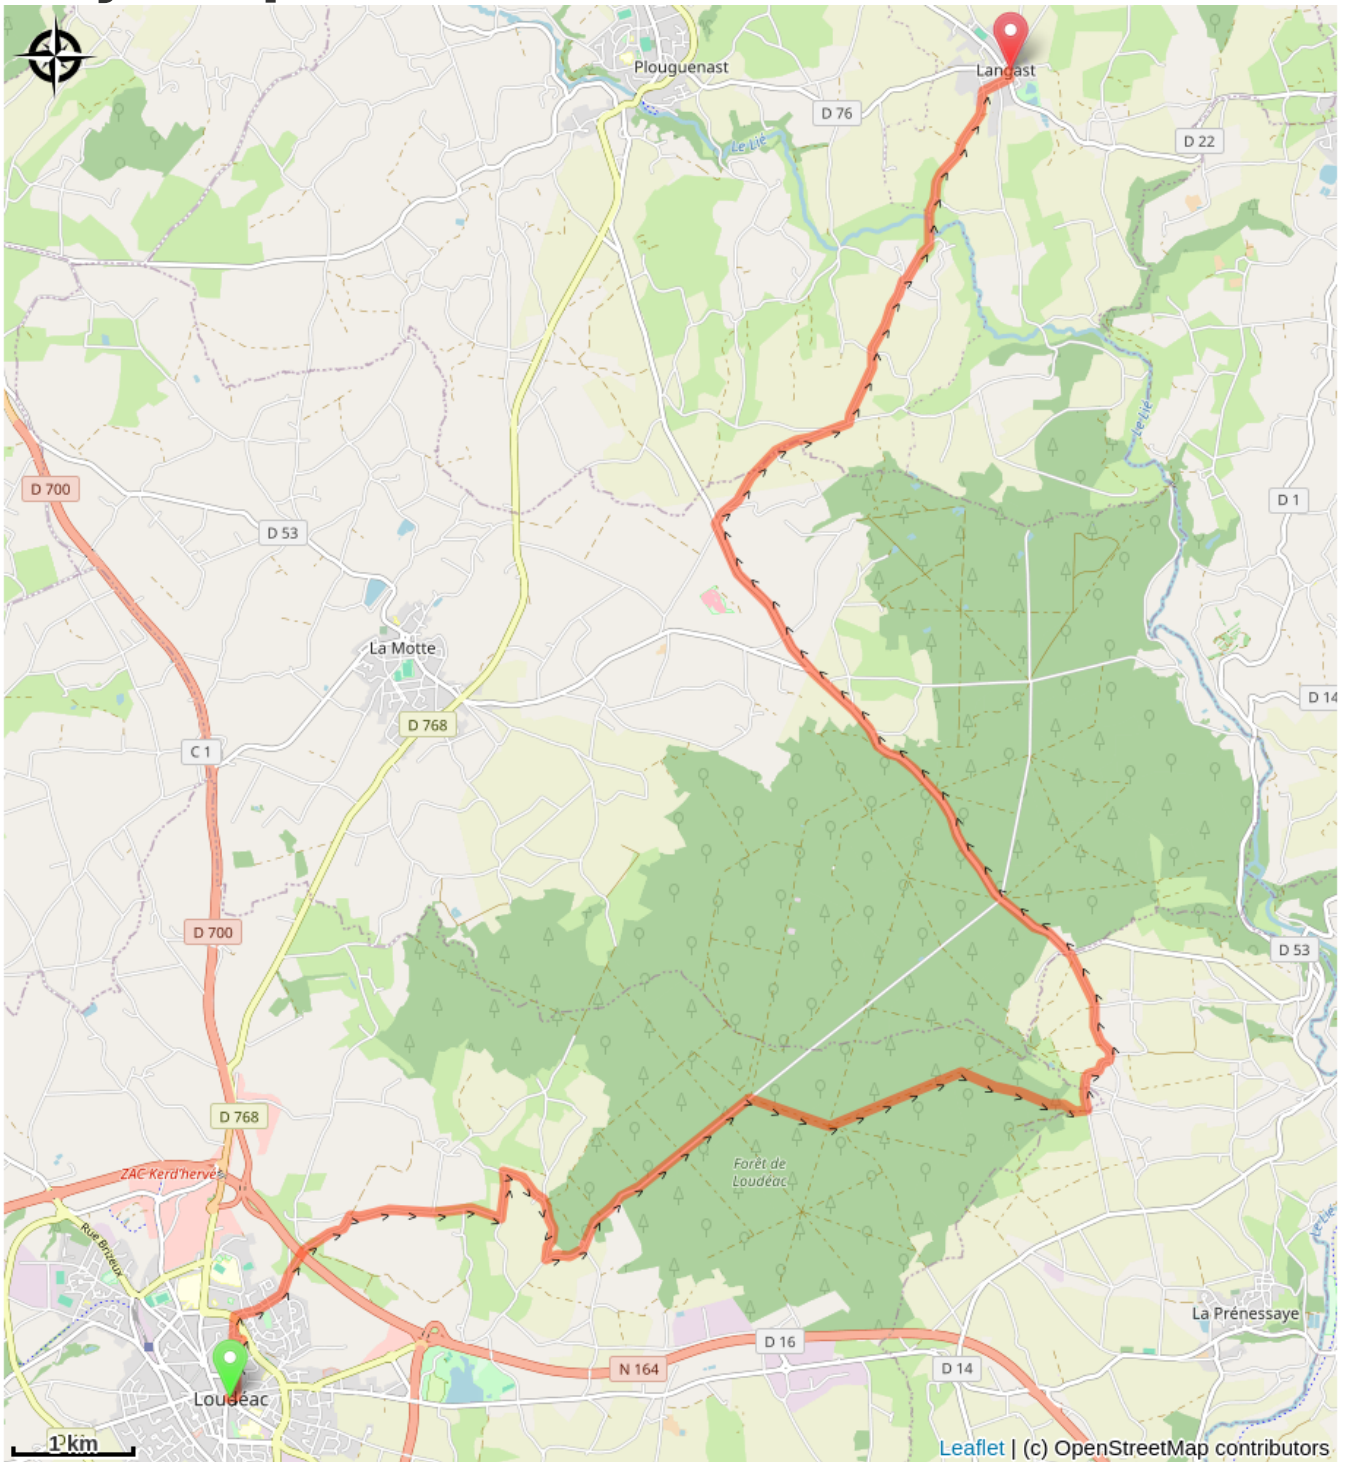 Plouguenast
Langast
D 76
D 22
Le Lié
Le Lié
D 700
D 1
D 53
La Motte
D 14
D 768
C 1
D 700
D 53
D 768
ZAC Kerd'hervé
Forêt de
Loudéac
Rue Brizeux
Le Lié
La Prénessaye
D 16
N 164
D 14
Loudéac
1 km
Leaflet | (c) OpenStreetMap contributors